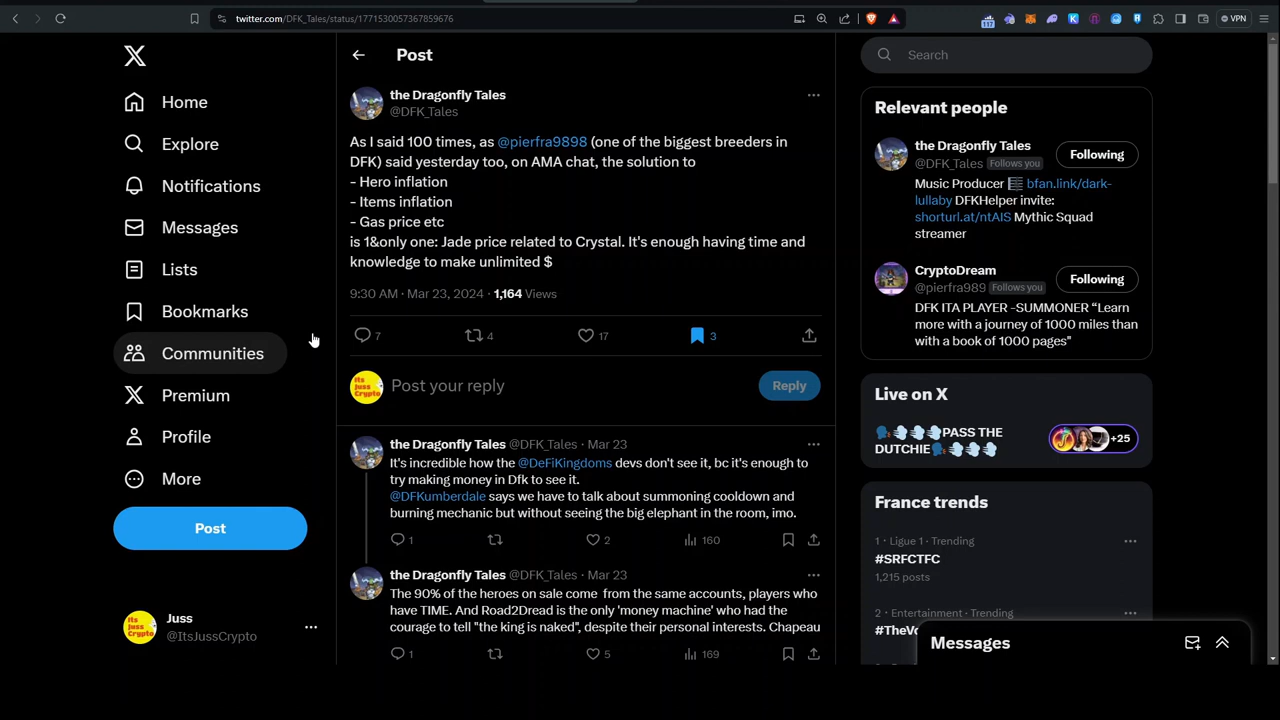 twitter.com/DFK_Tales/status/1771530057367859676
117
VPN
Home
Explore
Notifications
Messages
Lists
Bookmarks
Communities
Premium
Profile
More
Post
Juss
@ItsJussCrypto
Post
the Dragonfly Tales
@DFK_Tales
As I said 100 times, as @pierfra9898 (one of the biggest breeders in
DFK) said yesterday too, on AMA chat, the solution to
- Hero inflation
- Items inflation
- Gas price etc
is 1&only one: Jade price related to Crystal. It's enough having time and
knowledge to make unlimited $
9:30 AM · Mar 23, 2024 · 1,164 Views
7 4 17 3
Its Juss Crypto
Post your reply
Reply
the Dragonfly Tales @DFK_Tales · Mar 23
It's incredible how the @DeFiKingdoms devs don't see it, bc it's enough to
try making money in Dfk to see it.
@DFKumberdale says we have to talk about summoning cooldown and
burning mechanic but without seeing the big elephant in the room, imo.
1 2 160
the Dragonfly Tales @DFK_Tales · Mar 23
The 90% of the heroes on sale come from the same accounts, players who
have TIME. And Road2Dread is the only 'money machine' who had the
courage to tell "the king is naked", despite their personal interests. Chapeau
1 5 169
Search
Relevant people
the Dragonfly Tales
@DFK_Tales Follows you
Following
Music Producer bfan.link/dark-
lullaby DFKHelper invite:
shorturl.at/ntAIS Mythic Squad
streamer
CryptoDream
@pierfra989 Follows you
Following
DFK ITA PLAYER -SUMMONER “Learn
more with a journey of 1000 miles than
with a book of 1000 pages”
Live on X
PASS THE
DUTCHIE
+25
France trends
1 · Ligue 1 · Trending
#SRFCTFC
1,215 posts
2 · Entertainment · Trending
#TheVo
Messages